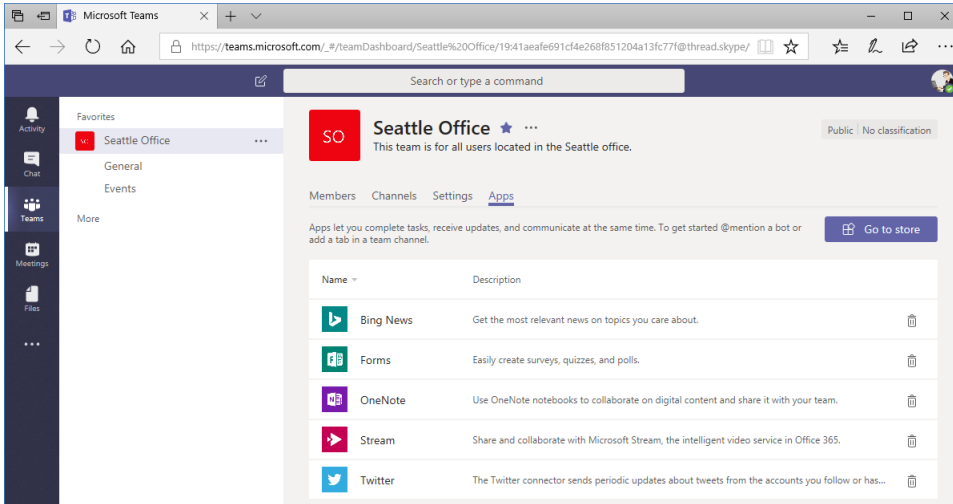 Microsoft Teams
https://teams.microsoft.com/_#/teamDashboard/Seattle%20Office/19:41aeafe691cf4e268f851204a13fc77f@thread.skype/
Search or type a command
Activity
Chat
Teams
Meetings
Files
Favorites
SO
Seattle Office
General
Events
More
SO
Seattle Office
This team is for all users located in the Seattle office.
Public
No classification
Members Channels Settings Apps
Apps let you complete tasks, receive updates, and communicate at the same time. To get started @mention a bot or
add a tab in a team channel.
Go to store
Name Description
Bing News Get the most relevant news on topics you care about.
Forms Easily create surveys, quizzes, and polls.
OneNote Use OneNote notebooks to collaborate on digital content and share it with your team.
Stream Share and collaborate with Microsoft Stream, the intelligent video service in Office 365.
Twitter The Twitter connector sends periodic updates about tweets from the accounts you follow or has...